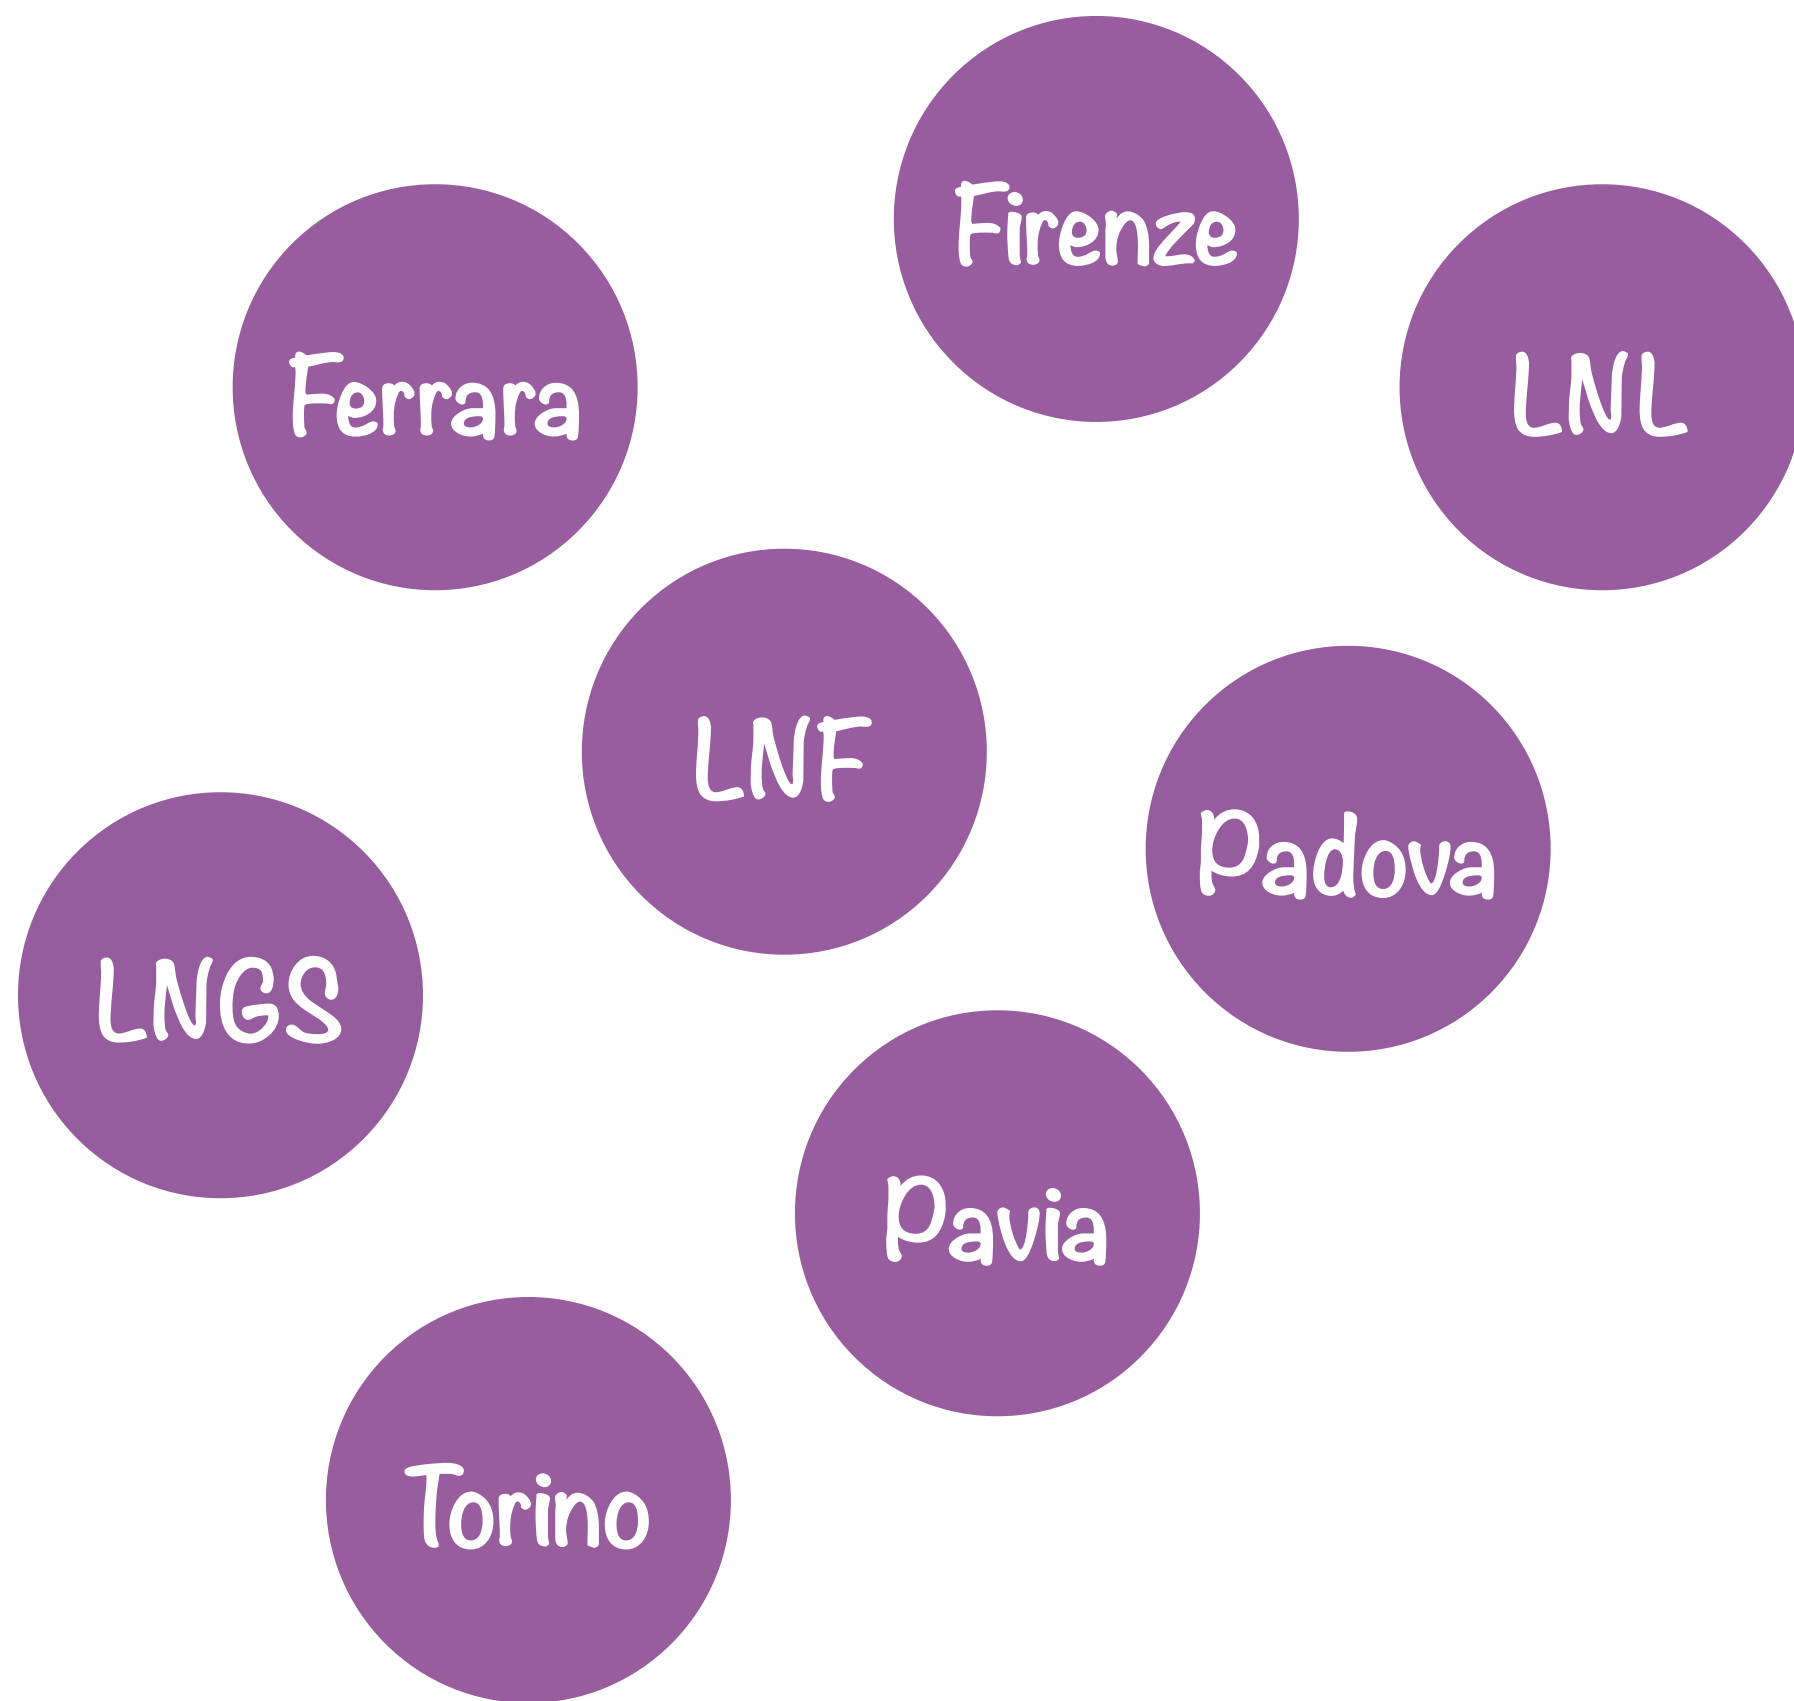 Firenze
Ferrara
LNL
LNF
Padova
LNGS
Pavia
Torino